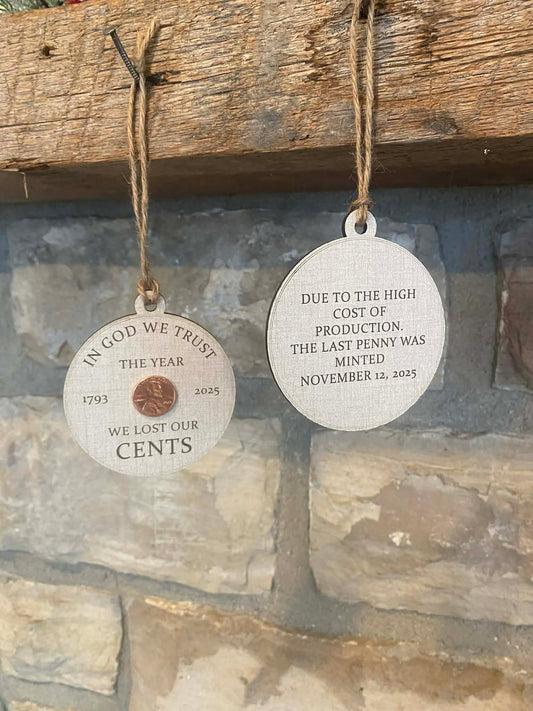 IN GOD WE TRUST
THE YEAR
1793 2025
WE LOST OUR
CENTS
DUE TO THE HIGH
COST OF
PRODUCTION.
THE LAST PENNY WAS
MINTED
NOVEMBER 12, 2025